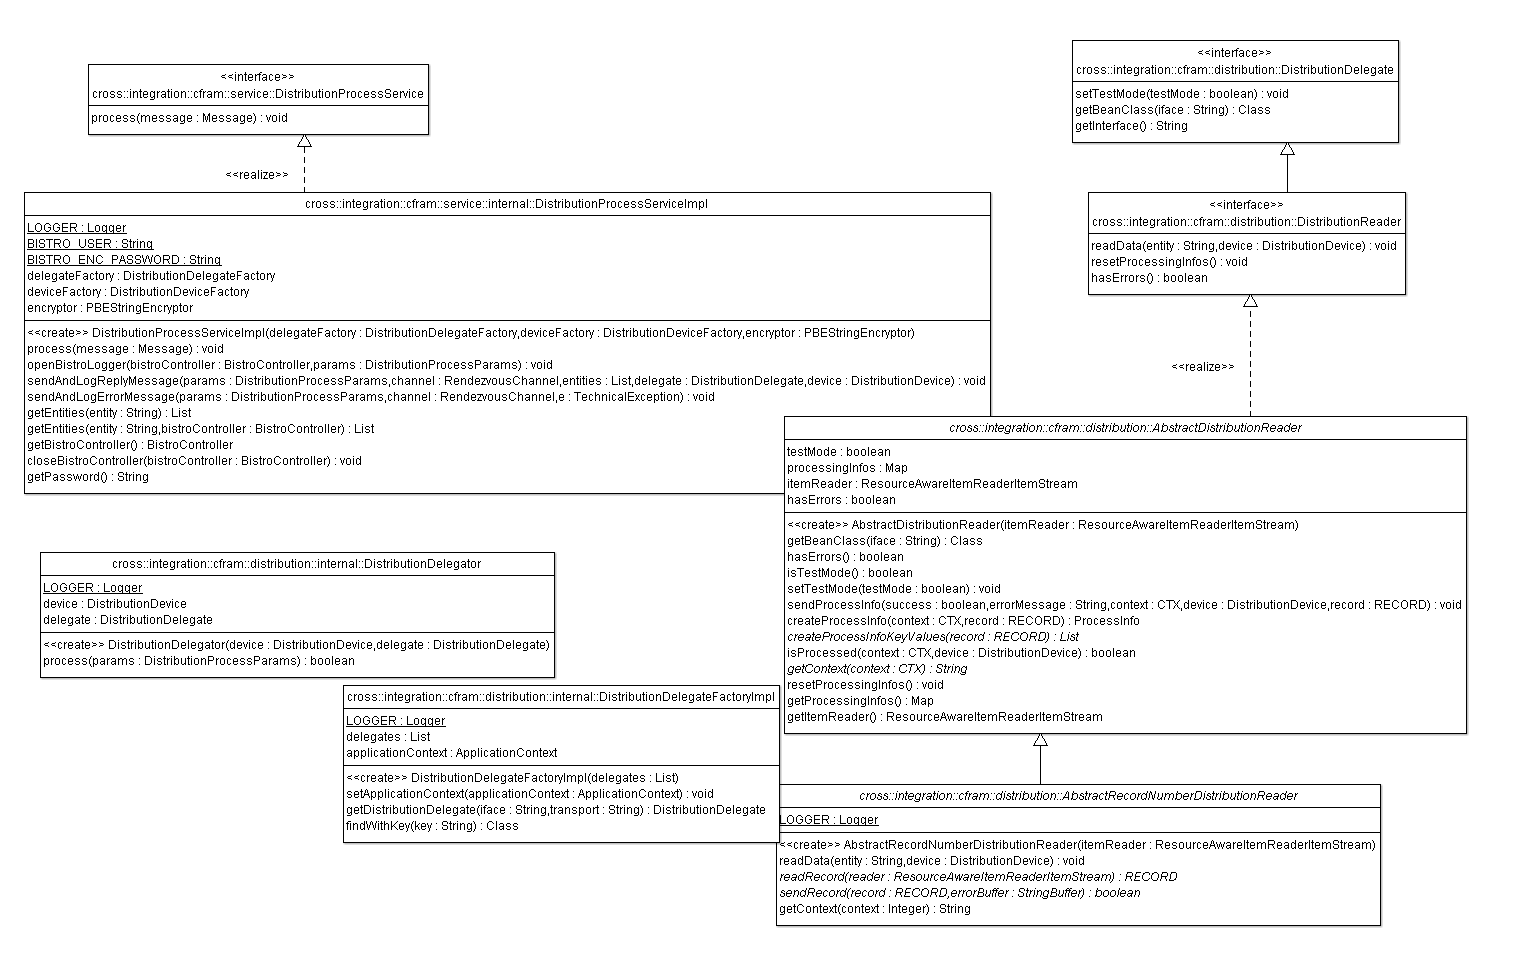 <<interface>>
cross::integration::cfram::service::DistributionProcessService
process(message : Message) : void
<<realize>>
cross::integration::cfram::service::internal::DistributionProcessServiceImpl
LOGGER : Logger
BISTRO_USER : String
BISTRO_ENC_PASSWORD : String
delegateFactory : DistributionDelegateFactory
deviceFactory : DistributionDeviceFactory
encryptor : PBEStringEncryptor
<<create>> DistributionProcessServiceImpl(delegateFactory : DistributionDelegateFactory,deviceFactory : DistributionDeviceFactory,encryptor : PBEStringEncryptor)
process(message : Message) : void
openBistroLogger(bistroController : BistroController,params : DistributionProcessParams) : void
sendAndLogReplyMessage(params : DistributionProcessParams,channel : RendezvousChannel,entities : List,delegate : DistributionDelegate,device : DistributionDevice) : void
sendAndLogErrorMessage(params : DistributionProcessParams,channel : RendezvousChannel,e : TechnicalException) : void
getEntities(entity : String) : List
getEntities(entity : String,bistroController : BistroController) : List
getBistroController() : BistroController
closeBistroController(bistroController : BistroController) : void
getPassword() : String
<<interface>>
cross::integration::cfram::distribution::DistributionDelegate
setTestMode(testMode : boolean) : void
getBeanClass(iface : String) : Class
getInterface() : String
<<interface>>
cross::integration::cfram::distribution::DistributionReader
readData(entity : String,device : DistributionDevice) : void
resetProcessingInfos() : void
hasErrors() : boolean
<<realize>>
cross::integration::cfram::distribution::AbstractDistributionReader
testMode : boolean
processingInfos : Map
itemReader : ResourceAwareItemReaderItemStream
hasErrors : boolean
<<create>> AbstractDistributionReader(itemReader : ResourceAwareItemReaderItemStream)
getBeanClass(iface : String) : Class
hasErrors() : boolean
isTestMode() : boolean
setTestMode(testMode : boolean) : void
sendProcessInfo(success : boolean,errorMessage : String,context : CTX,device : DistributionDevice,record : RECORD) : void
createProcessInfo(context : CTX,record : RECORD) : ProcessInfo
createProcessInfoKeyValues(record : RECORD) : List
isProcessed(context : CTX,device : DistributionDevice) : boolean
getContext(context : CTX) : String
resetProcessingInfos() : void
getProcessingInfos() : Map
getItemReader() : ResourceAwareItemReaderItemStream
cross::integration::cfram::distribution::internal::DistributionDelegator
LOGGER : Logger
device : DistributionDevice
delegate : DistributionDelegate
<<create>> DistributionDelegator(device : DistributionDevice,delegate : DistributionDelegate)
process(params : DistributionProcessParams) : boolean
cross::integration::cfram::distribution::internal::DistributionDelegateFactoryImpl
LOGGER : Logger
delegates : List
applicationContext : ApplicationContext
<<create>> DistributionDelegateFactoryImpl(delegates : List)
setApplicationContext(applicationContext : ApplicationContext) : void
getDistributionDelegate(iface : String,transport : String) : DistributionDelegate
findWithKey(key : String) : Class
cross::integration::cfram::distribution::AbstractRecordNumberDistributionReader
LOGGER : Logger
<<create>> AbstractRecordNumberDistributionReader(itemReader : ResourceAwareItemReaderItemStream)
readData(entity : String,device : DistributionDevice) : void
readRecord(reader : ResourceAwareItemReaderItemStream) : RECORD
sendRecord(record : RECORD,errorBuffer : StringBuffer) : boolean
getContext(context : Integer) : String